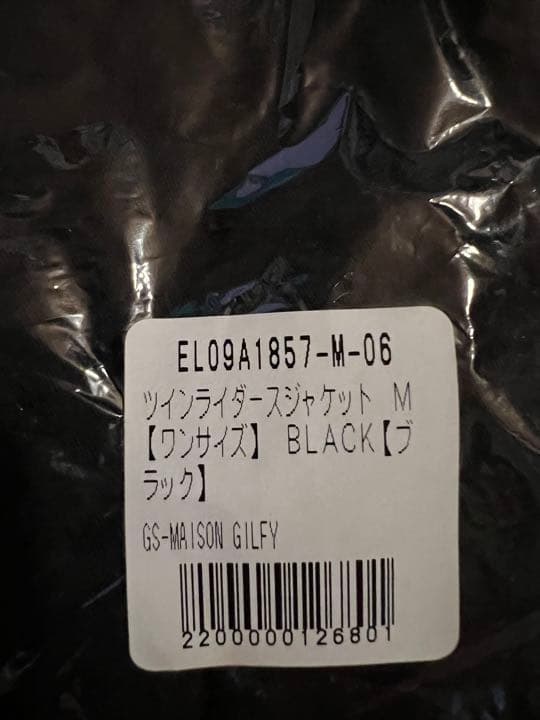 EL09A1857-M-06
ツインライダースジャケット M
【ワンサイズ】 BLACK【ブ
ラック】
GS-MAISON GILFY
2200000126801